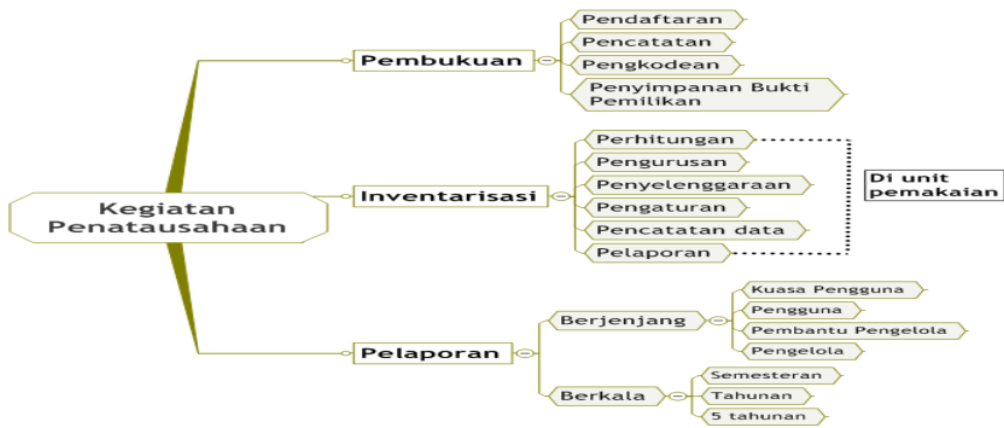 Kegiatan
Penatausahaan
Pembukuan
Pendaftaran
Pencatatan
Pengkodean
Penyimpanan Bukti
Pemilikan
Inventarisasi
Perhitungan
Pengurusan
Penyelenggaraan
Pengaturan
Pencatatan data
Pelaporan
Di unit
pemakaian
Pelaporan
Berjenjang
Kuasa Pengguna
Pengguna
Pembantu Pengelola
Pengelola
Berkala
Semesteran
Tahunan
5 tahunan